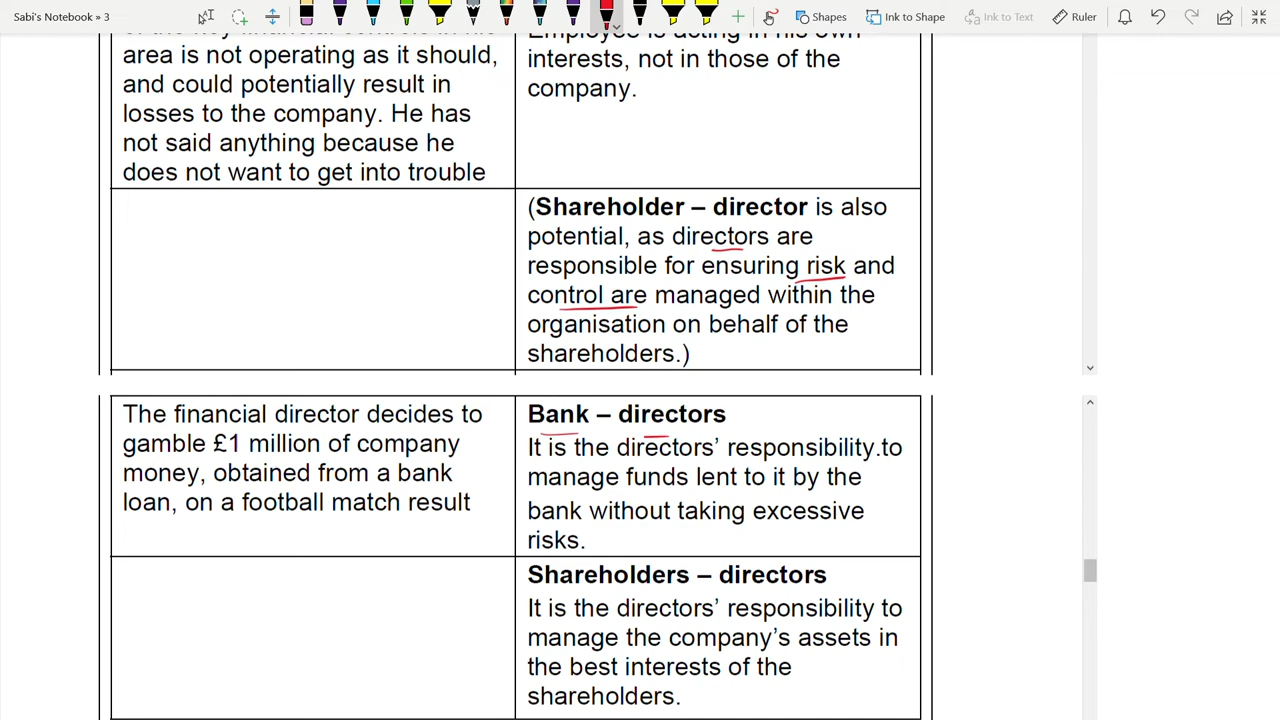 Sabi's Notebook » 3
Shapes
Ink to Shape
Ink to Text
Ruler
area is not operating as it should,
and could potentially result in
losses to the company. He has
not said anything because he
does not want to get into trouble
Employee is acting in his own
interests, not in those of the
company.
(Shareholder – director is also
potential, as directors are
responsible for ensuring risk and
control are managed within the
organisation on behalf of the
shareholders.)
The financial director decides to
gamble £1 million of company
money, obtained from a bank
loan, on a football match result
Bank – directors
It is the directors’ responsibility.to
manage funds lent to it by the
bank without taking excessive
risks.
Shareholders – directors
It is the directors’ responsibility to
manage the company’s assets in
the best interests of the
shareholders.